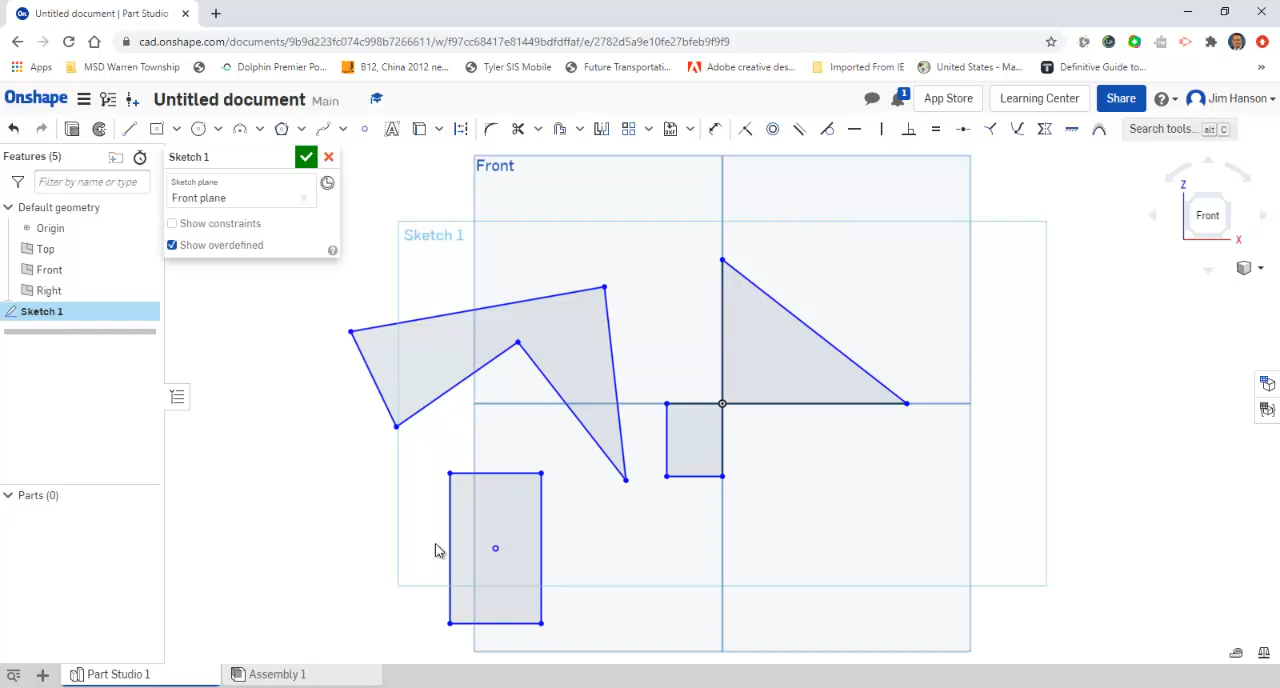 Untitled document | Part Studio
cad.onshape.com/documents/9b9d223fc074c998b7266611/w/f97cc68417e81449bdfdffaf/e/2782d5a9e10fe27bfeb9f9f9
Apps MSD Warren Township Dolphin Premier Po... B12, China 2012 ne... Tyler SIS Mobile Future Transportati... Adobe creative des... Imported From IE United States - Ma... Definitive Guide to... »
Onshape Untitled document Main 1 App Store Learning Center Share Jim Hanson
Search tools... alt C
Features (5)
Filter by name or type
Default geometry
Origin
Top
Front
Right
Sketch 1
Parts (0)
Sketch 1
Sketch plane
Front plane
Show constraints
Show overdefined
Front
Sketch 1
Z
Front
X
Part Studio 1 Assembly 1